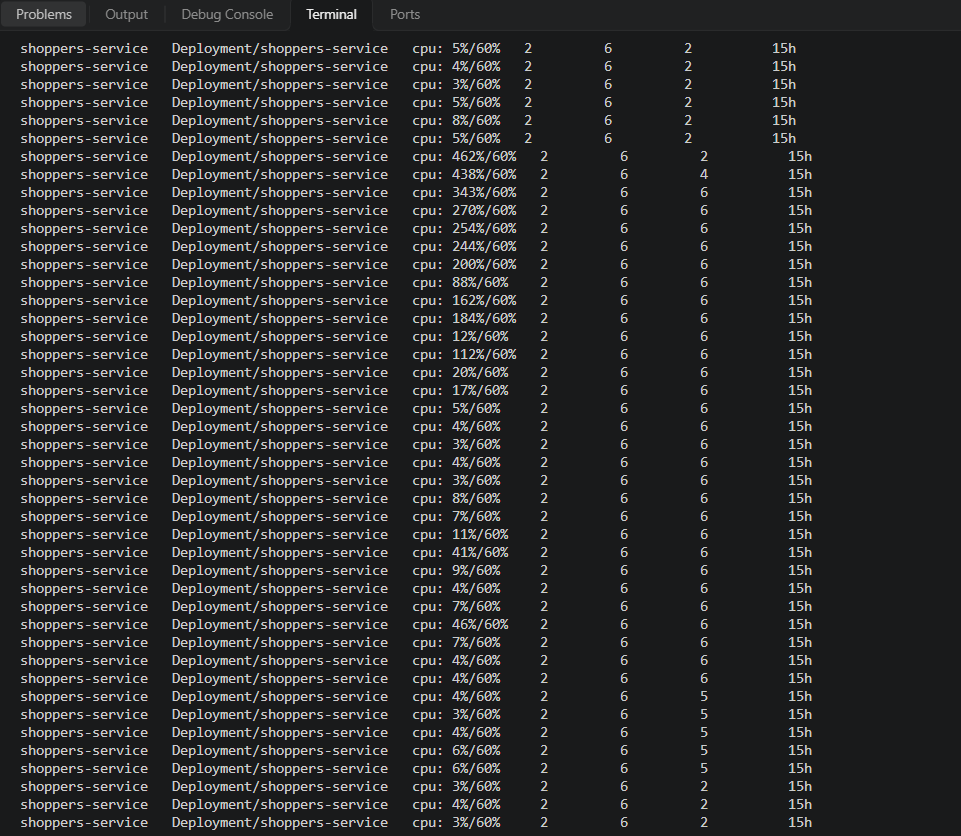 Problems Output Debug Console Terminal Ports
shoppers-service Deployment/shoppers-service cpu: 5%/60% 2 6 2 15h
shoppers-service Deployment/shoppers-service cpu: 4%/60% 2 6 2 15h
shoppers-service Deployment/shoppers-service cpu: 3%/60% 2 6 2 15h
shoppers-service Deployment/shoppers-service cpu: 5%/60% 2 6 2 15h
shoppers-service Deployment/shoppers-service cpu: 8%/60% 2 6 2 15h
shoppers-service Deployment/shoppers-service cpu: 5%/60% 2 6 2 15h
shoppers-service Deployment/shoppers-service cpu: 462%/60% 2 6 2 15h
shoppers-service Deployment/shoppers-service cpu: 438%/60% 2 6 4 15h
shoppers-service Deployment/shoppers-service cpu: 343%/60% 2 6 6 15h
shoppers-service Deployment/shoppers-service cpu: 270%/60% 2 6 6 15h
shoppers-service Deployment/shoppers-service cpu: 254%/60% 2 6 6 15h
shoppers-service Deployment/shoppers-service cpu: 244%/60% 2 6 6 15h
shoppers-service Deployment/shoppers-service cpu: 200%/60% 2 6 6 15h
shoppers-service Deployment/shoppers-service cpu: 88%/60% 2 6 6 15h
shoppers-service Deployment/shoppers-service cpu: 162%/60% 2 6 6 15h
shoppers-service Deployment/shoppers-service cpu: 184%/60% 2 6 6 15h
shoppers-service Deployment/shoppers-service cpu: 12%/60% 2 6 6 15h
shoppers-service Deployment/shoppers-service cpu: 112%/60% 2 6 6 15h
shoppers-service Deployment/shoppers-service cpu: 20%/60% 2 6 6 15h
shoppers-service Deployment/shoppers-service cpu: 17%/60% 2 6 6 15h
shoppers-service Deployment/shoppers-service cpu: 5%/60% 2 6 6 15h
shoppers-service Deployment/shoppers-service cpu: 4%/60% 2 6 6 15h
shoppers-service Deployment/shoppers-service cpu: 3%/60% 2 6 6 15h
shoppers-service Deployment/shoppers-service cpu: 4%/60% 2 6 6 15h
shoppers-service Deployment/shoppers-service cpu: 3%/60% 2 6 6 15h
shoppers-service Deployment/shoppers-service cpu: 8%/60% 2 6 6 15h
shoppers-service Deployment/shoppers-service cpu: 7%/60% 2 6 6 15h
shoppers-service Deployment/shoppers-service cpu: 11%/60% 2 6 6 15h
shoppers-service Deployment/shoppers-service cpu: 41%/60% 2 6 6 15h
shoppers-service Deployment/shoppers-service cpu: 9%/60% 2 6 6 15h
shoppers-service Deployment/shoppers-service cpu: 4%/60% 2 6 6 15h
shoppers-service Deployment/shoppers-service cpu: 7%/60% 2 6 6 15h
shoppers-service Deployment/shoppers-service cpu: 46%/60% 2 6 6 15h
shoppers-service Deployment/shoppers-service cpu: 7%/60% 2 6 6 15h
shoppers-service Deployment/shoppers-service cpu: 4%/60% 2 6 6 15h
shoppers-service Deployment/shoppers-service cpu: 4%/60% 2 6 6 15h
shoppers-service Deployment/shoppers-service cpu: 4%/60% 2 6 5 15h
shoppers-service Deployment/shoppers-service cpu: 3%/60% 2 6 5 15h
shoppers-service Deployment/shoppers-service cpu: 4%/60% 2 6 5 15h
shoppers-service Deployment/shoppers-service cpu: 6%/60% 2 6 5 15h
shoppers-service Deployment/shoppers-service cpu: 6%/60% 2 6 5 15h
shoppers-service Deployment/shoppers-service cpu: 3%/60% 2 6 2 15h
shoppers-service Deployment/shoppers-service cpu: 4%/60% 2 6 2 15h
shoppers-service Deployment/shoppers-service cpu: 3%/60% 2 6 2 15h